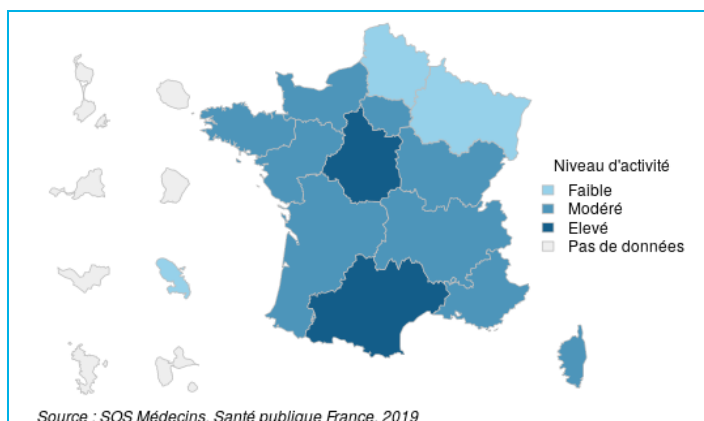 Niveau d'activité
Faible
Modéré
Elevé
Pas de données
Source : SOS Médecins, Santé publique France, 2019